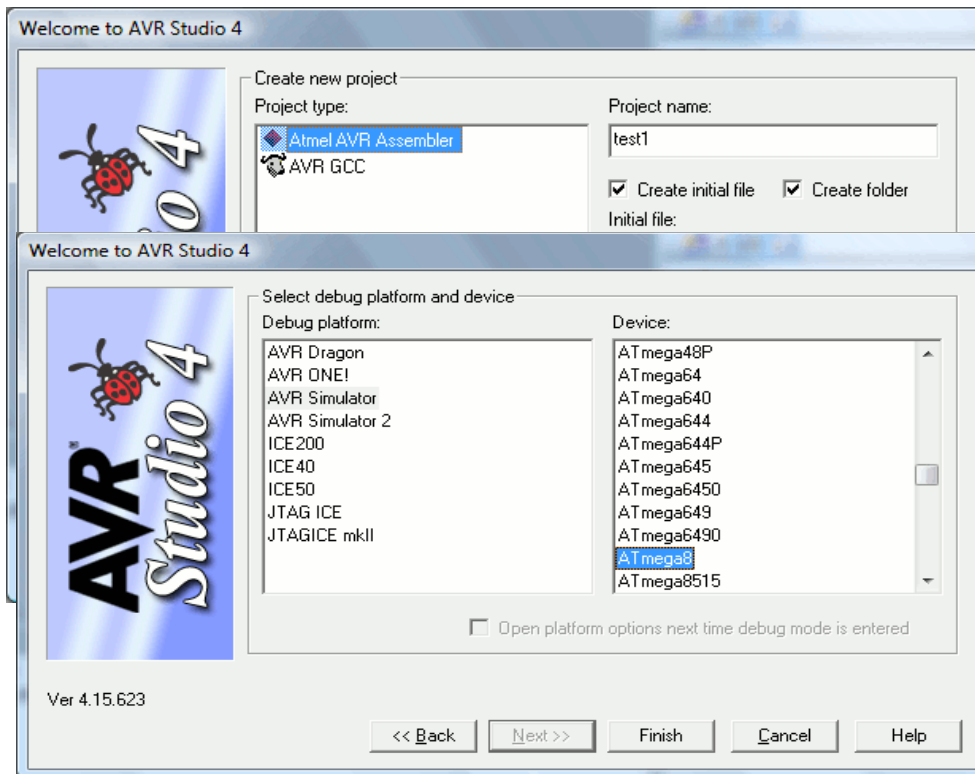 Welcome to AVR Studio 4
Create new project
Project type:
Atmel AVR Assembler
AVR GCC
Project name:
test1
Create initial file
Create folder
Initial file:
Welcome to AVR Studio 4
AVR Studio 4
Select debug platform and device
Debug platform:
AVR Dragon
AVR ONE!
AVR Simulator
AVR Simulator 2
ICE200
ICE40
ICE50
JTAG ICE
JTAGICE mkII
Device:
ATmega48P
ATmega64
ATmega640
ATmega644
ATmega644P
ATmega645
ATmega6450
ATmega649
ATmega6490
ATmega8
ATmega8515
Open platform options next time debug mode is entered
Ver 4.15.623
<< Back
Next >>
Finish
Cancel
Help